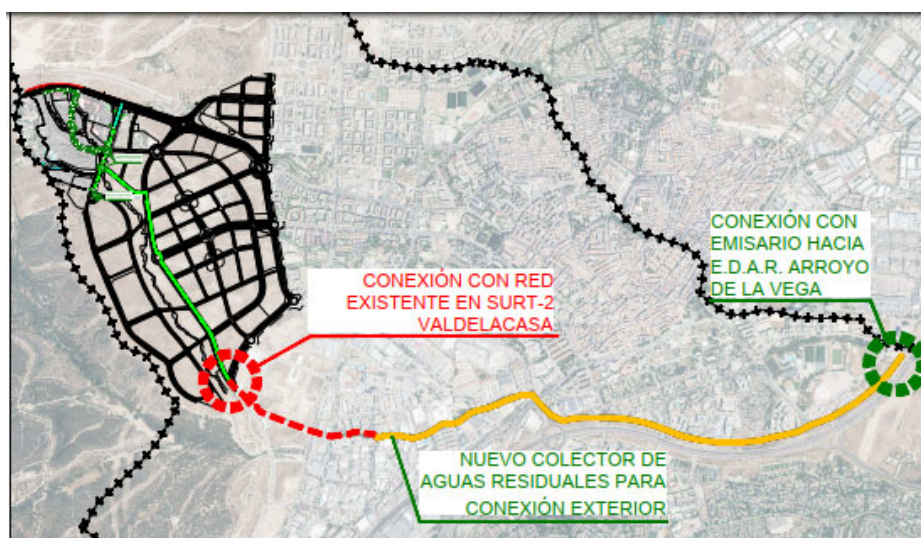 CONEXIÓN CON
EMISARIO HACIA
E.D.A.R. ARROYO
DE LA VEGA
CONEXIÓN CON RED
EXISTENTE EN SURT-2
VALDELACASA
NUEVO COLECTOR DE
AGUAS RESIDUALES PARA
CONEXIÓN EXTERIOR